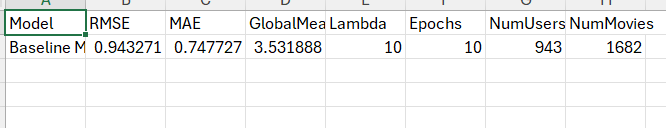 Model RMSE MAE GlobalMea Lambda Epochs NumUsers NumMovies
Baseline M 0.943271 0.747727 3.531888 10 10 943 1682